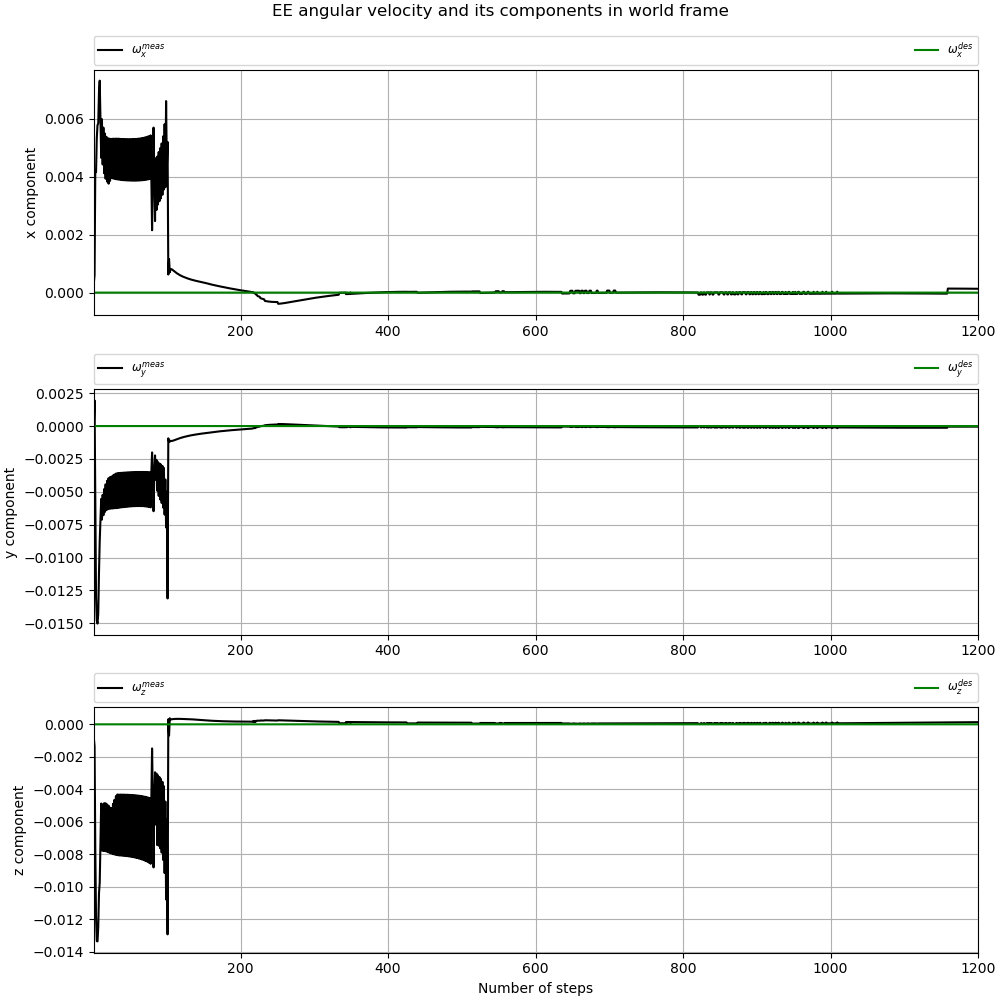 EE angular velocity and its components in world frame
ω_x^meas ω_x^des
0.006
0.004
0.002
0.000
x component
200 400 600 800 1000 1200
ω_y^meas ω_y^des
0.0025
0.0000
−0.0025
−0.0050
−0.0075
−0.0100
−0.0125
−0.0150
y component
200 400 600 800 1000 1200
ω_z^meas ω_z^des
0.000
−0.002
−0.004
−0.006
−0.008
−0.010
−0.012
−0.014
z component
200 400 600 800 1000 1200
Number of steps